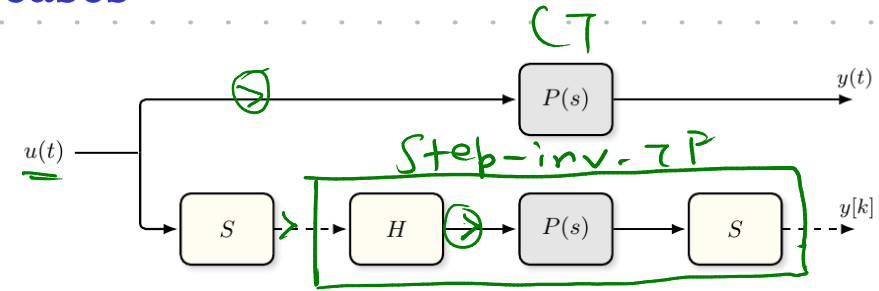 CT
P(s)
y(t)
u(t)
Step-inv. TP
S
H
P(s)
S
y[k]